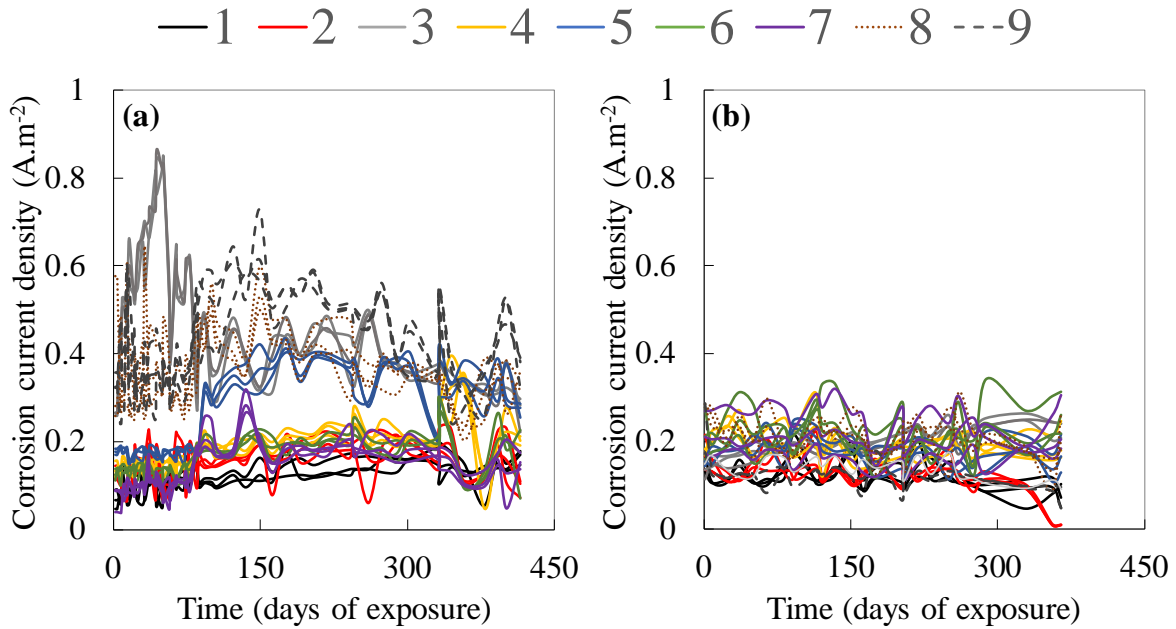 1 2 3 4 5 6 7 8 9
(a)
Corrosion current density (A.m-2)
1
0.8
0.6
0.4
0.2
0
0 150 300 450
Time (days of exposure)
(b)
Corrosion current density (A.m-2)
1
0.8
0.6
0.4
0.2
0
0 150 300 450
Time (days of exposure)